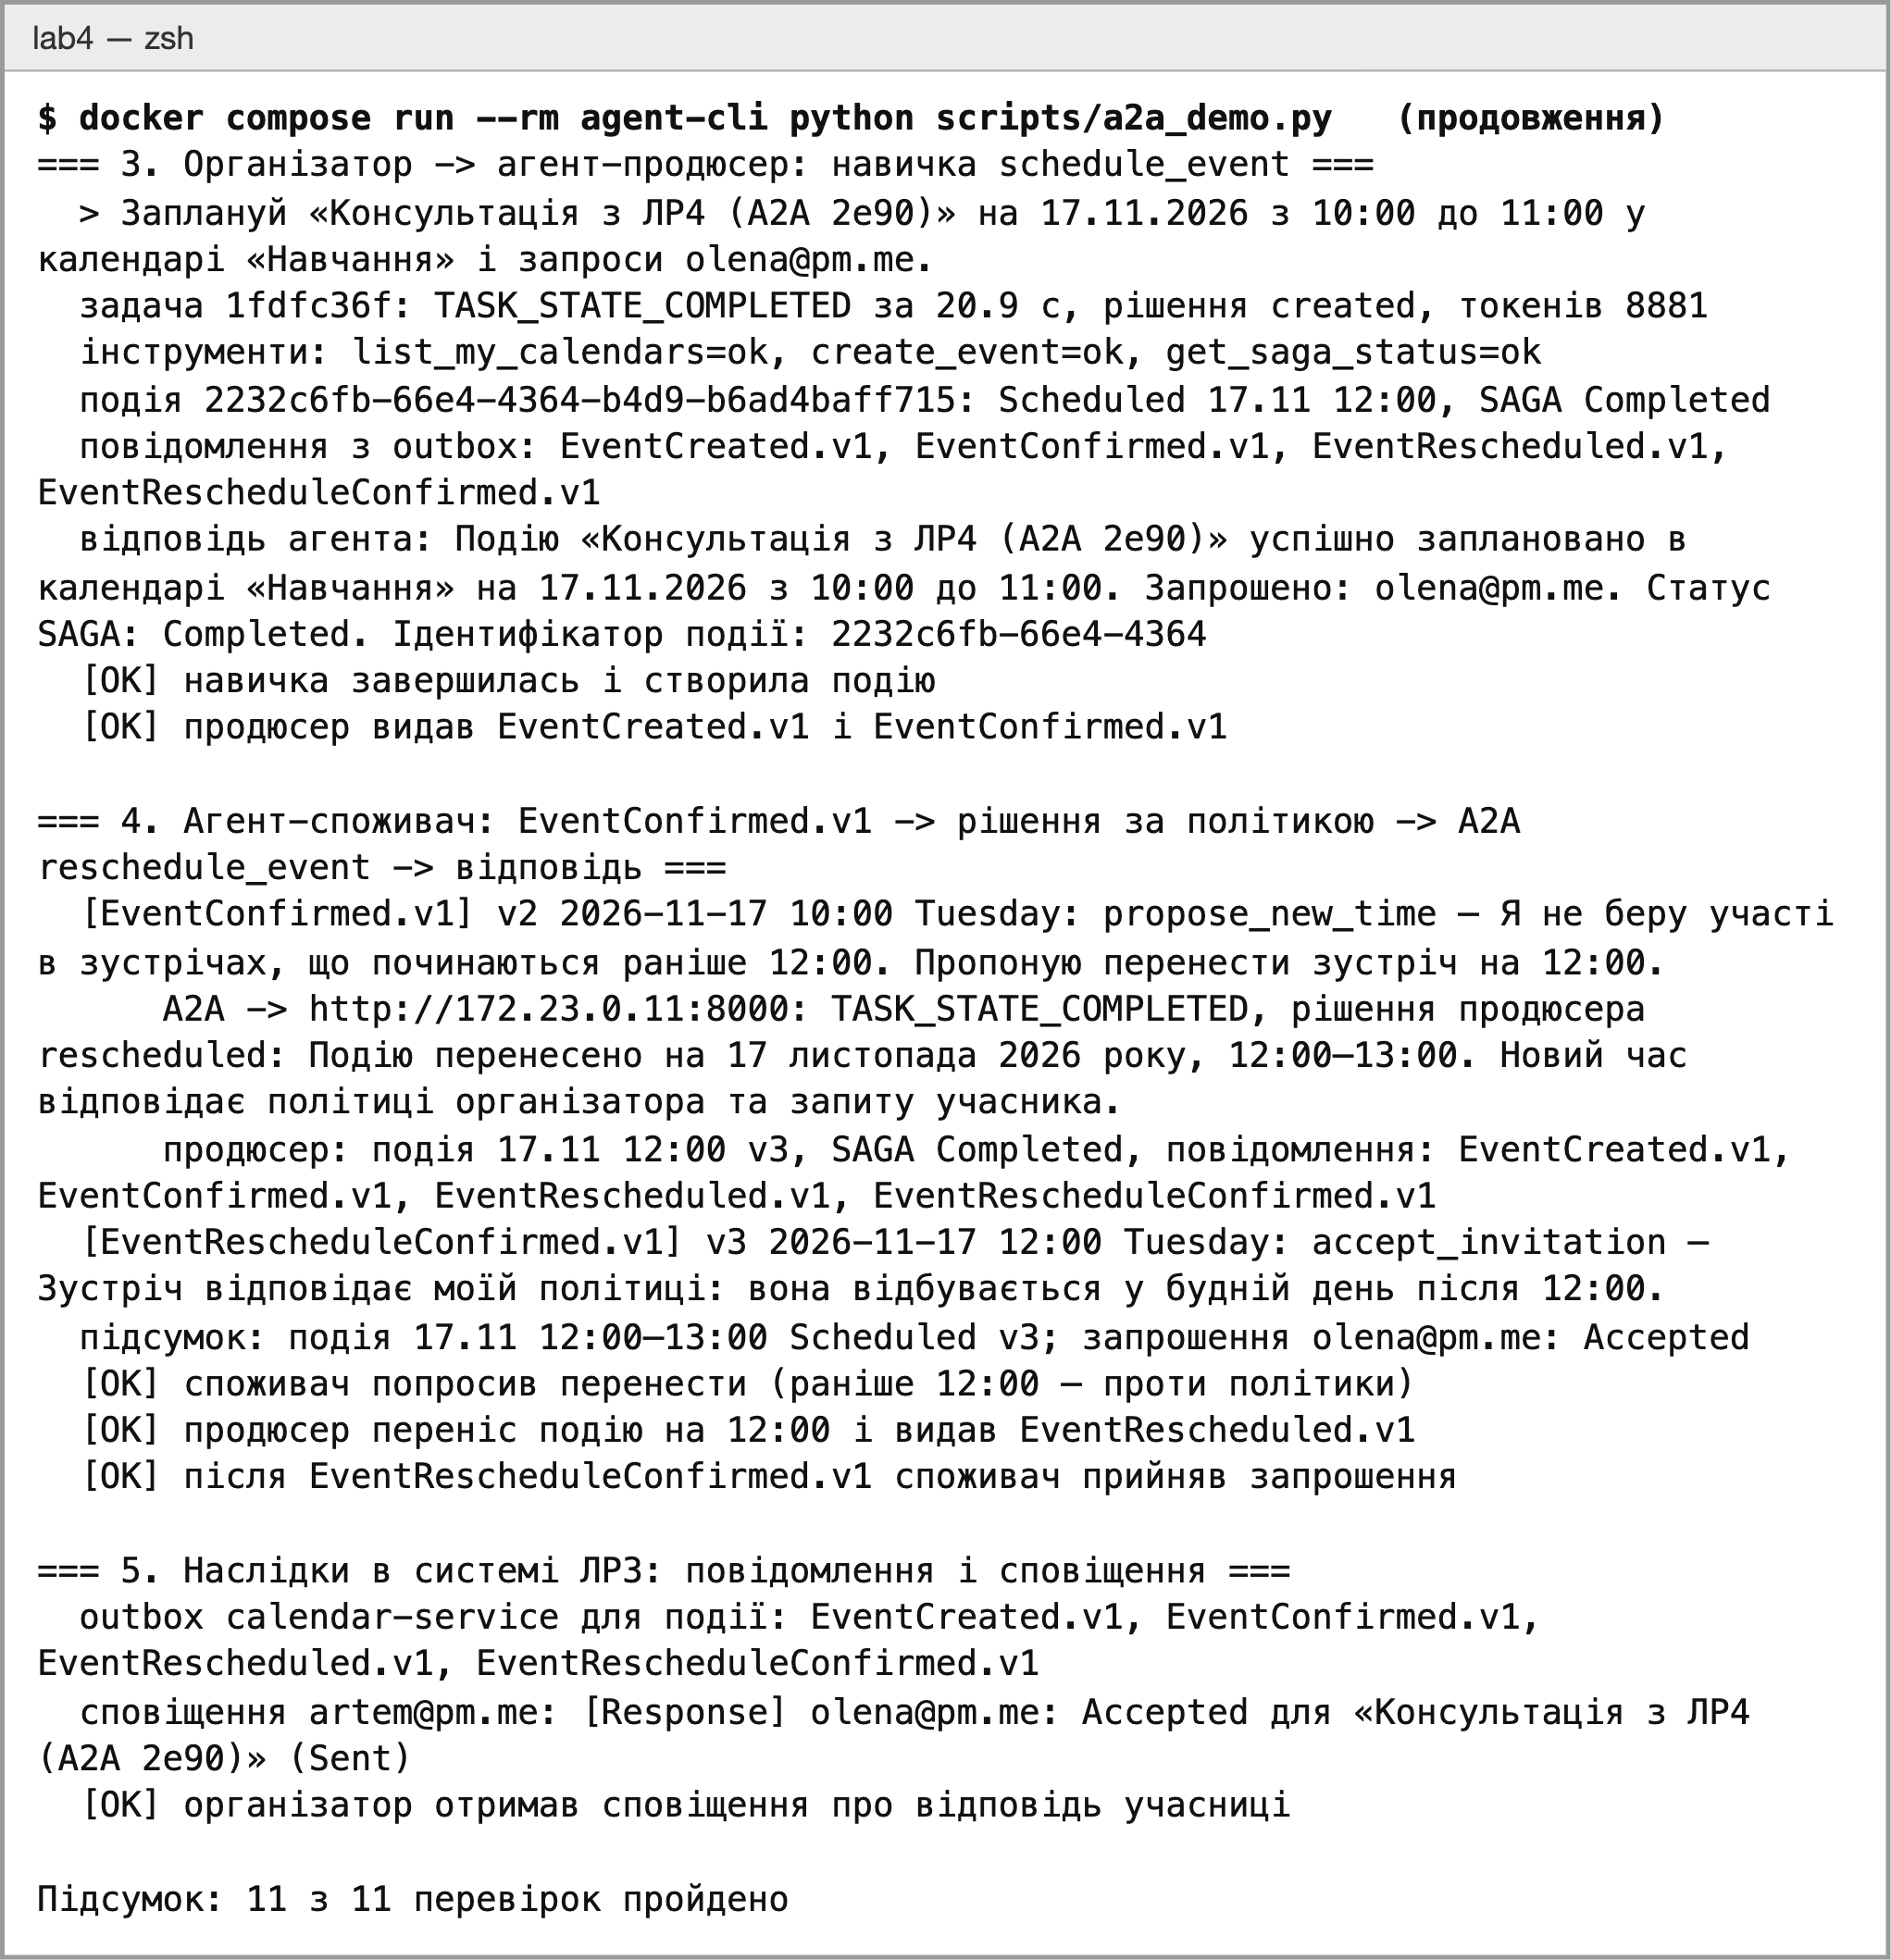 lab4 — zsh
$ docker compose run --rm agent-cli python scripts/a2a_demo.py   (продовження)
=== 3. Організатор -> агент-продюсер: навичка schedule_event ===
  > Заплануй «Консультація з ЛР4 (A2A 2e90)» на 17.11.2026 з 10:00 до 11:00 у
календарі «Навчання» і запроси olena@pm.me.
  задача 1fdfc36f: TASK_STATE_COMPLETED за 20.9 с, рішення created, токенів 8881
  інструменти: list_my_calendars=ok, create_event=ok, get_saga_status=ok
  подія 2232c6fb-66e4-4364-b4d9-b6ad4baff715: Scheduled 17.11 12:00, SAGA Completed
  повідомлення з outbox: EventCreated.v1, EventConfirmed.v1, EventRescheduled.v1,
EventRescheduleConfirmed.v1
  відповідь агента: Подію «Консультація з ЛР4 (A2A 2e90)» успішно заплановано в
календарі «Навчання» на 17.11.2026 з 10:00 до 11:00. Запрошено: olena@pm.me. Статус
SAGA: Completed. Ідентифікатор події: 2232c6fb-66e4-4364
  [OK] навичка завершилась і створила подію
  [OK] продюсер видав EventCreated.v1 і EventConfirmed.v1

=== 4. Агент-споживач: EventConfirmed.v1 -> рішення за політикою -> A2A
reschedule_event -> відповідь ===
  [EventConfirmed.v1] v2 2026-11-17 10:00 Tuesday: propose_new_time — Я не беру участі
в зустрічах, що починаються раніше 12:00. Пропоную перенести зустріч на 12:00.
      A2A -> http://172.23.0.11:8000: TASK_STATE_COMPLETED, рішення продюсера
rescheduled: Подію перенесено на 17 листопада 2026 року, 12:00–13:00. Новий час
відповідає політиці організатора та запиту учасника.
      продюсер: подія 17.11 12:00 v3, SAGA Completed, повідомлення: EventCreated.v1,
EventConfirmed.v1, EventRescheduled.v1, EventRescheduleConfirmed.v1
  [EventRescheduleConfirmed.v1] v3 2026-11-17 12:00 Tuesday: accept_invitation —
Зустріч відповідає моїй політиці: вона відбувається у будній день після 12:00.
  підсумок: подія 17.11 12:00–13:00 Scheduled v3; запрошення olena@pm.me: Accepted
  [OK] споживач попросив перенести (раніше 12:00 — проти політики)
  [OK] продюсер переніс подію на 12:00 і видав EventRescheduled.v1
  [OK] після EventRescheduleConfirmed.v1 споживач прийняв запрошення

=== 5. Наслідки в системі ЛР3: повідомлення і сповіщення ===
  outbox calendar-service для події: EventCreated.v1, EventConfirmed.v1,
EventRescheduled.v1, EventRescheduleConfirmed.v1
  сповіщення artem@pm.me: [Response] olena@pm.me: Accepted для «Консультація з ЛР4
(A2A 2e90)» (Sent)
  [OK] організатор отримав сповіщення про відповідь учасниці

Підсумок: 11 з 11 перевірок пройдено